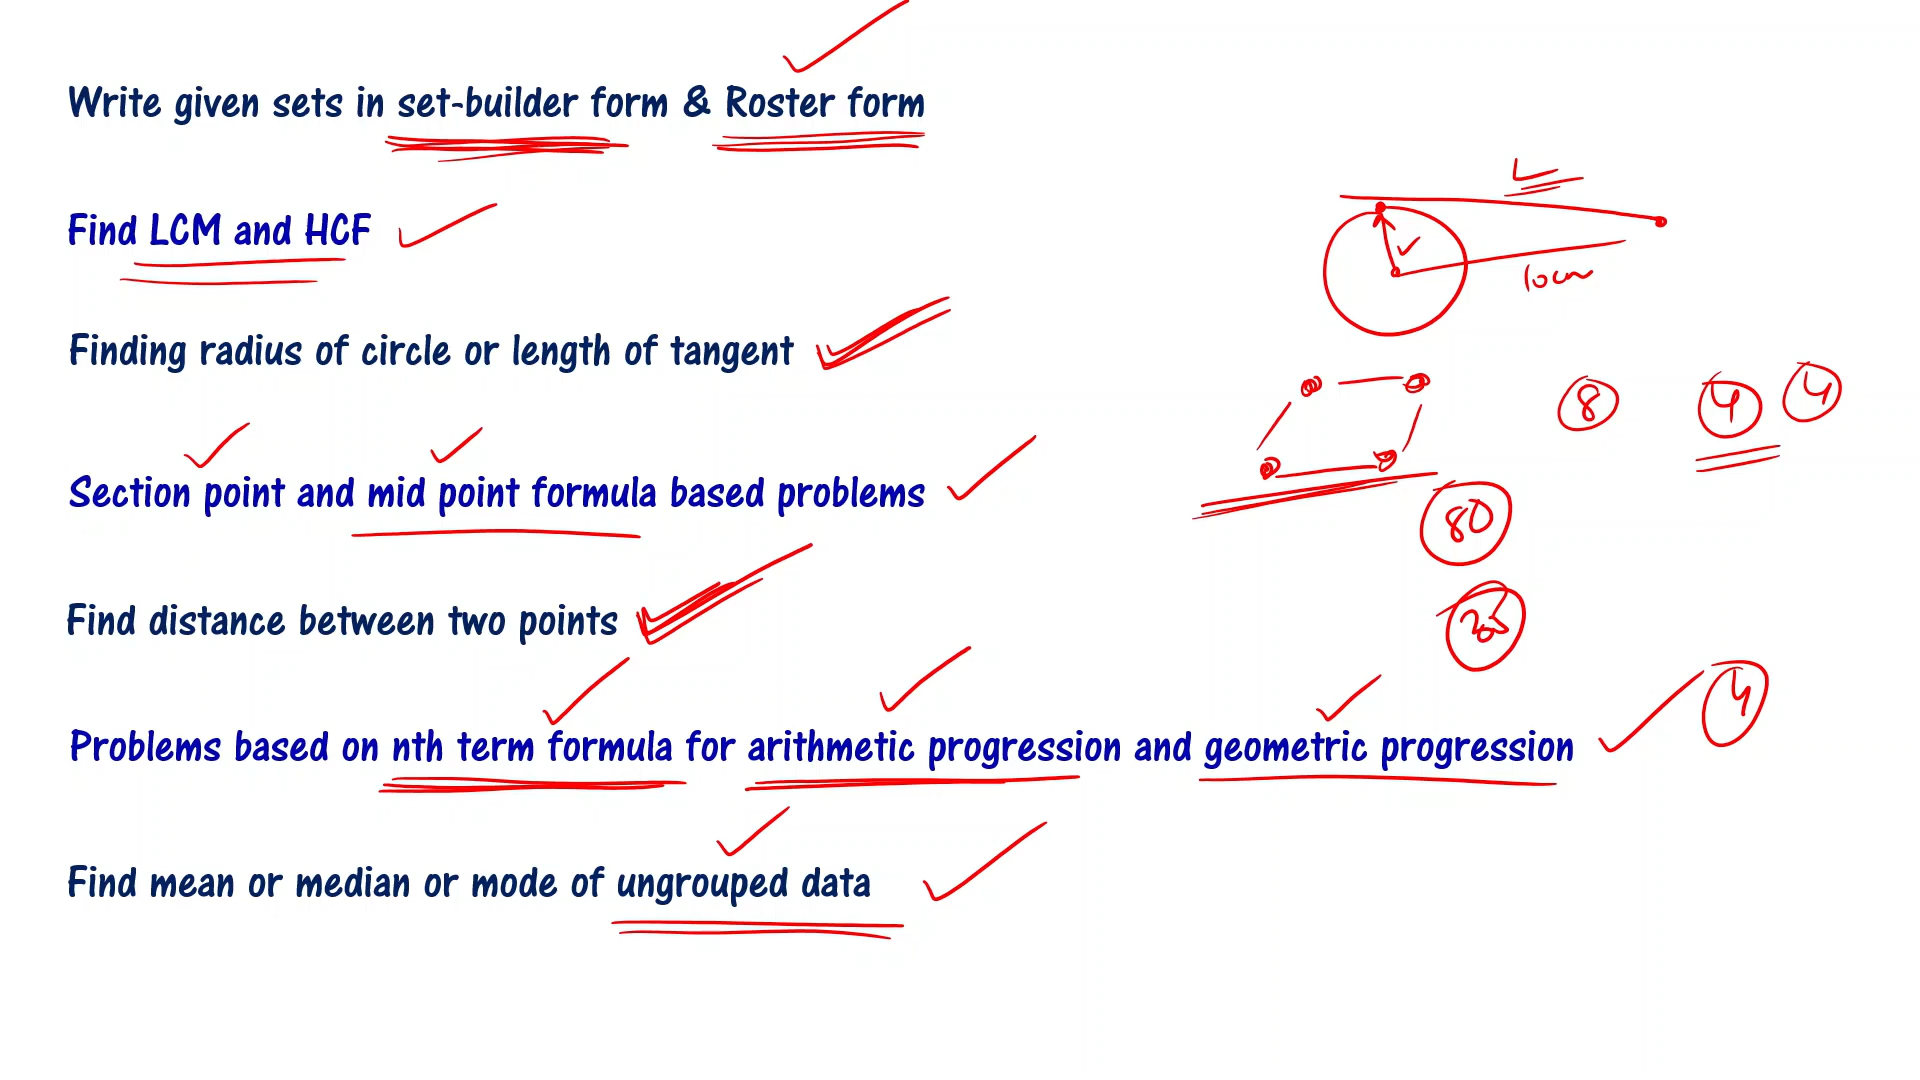 Write given sets in set-builder form & Roster form
Find LCM and HCF
10cm
Finding radius of circle or length of tangent
8 4 4
Section point and mid point formula based problems
80
Find distance between two points
Problems based on nth term formula for arithmetic progression and geometric progression
4
Find mean or median or mode of ungrouped data